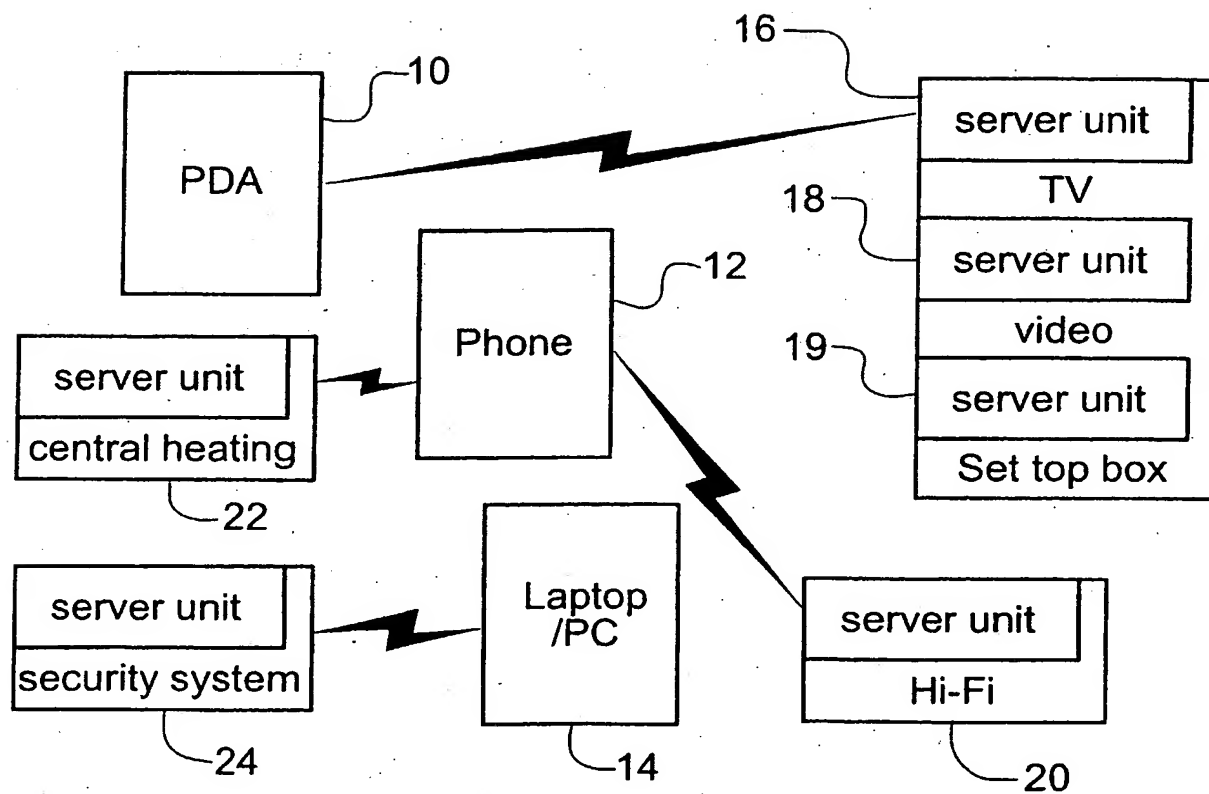 10
PDA
16
server unit
TV
18
server unit
video
19
server unit
Set top box
12
Phone
server unit
central heating
22
server unit
security system
24
Laptop
/PC
14
server unit
Hi-Fi
20